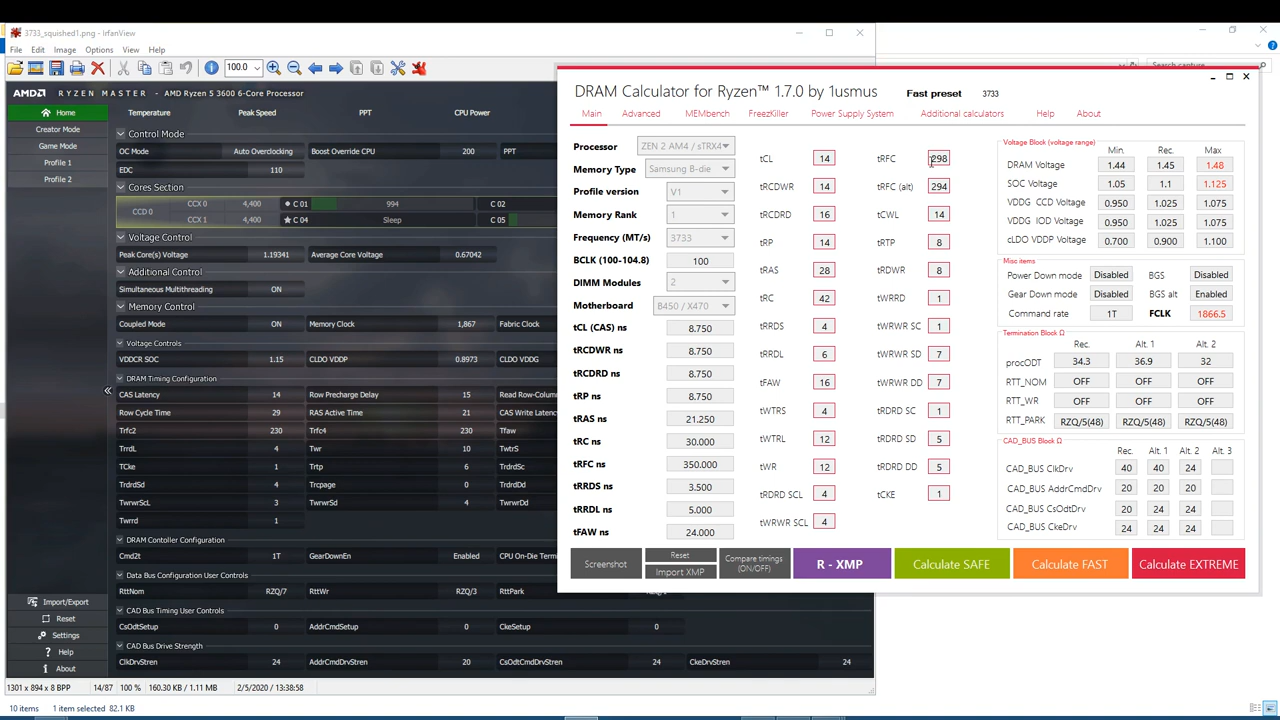 3733_squished1.png - IrfanView
File Edit Image Options View Help
100.0
AMD RYZEN MASTER AMD Ryzen 5 3600 6-Core Processor
Home
Creator Mode
Game Mode
Profile 1
Profile 2
Import/Export
Reset
Settings
Help
About
Temperature Peak Speed PPT CPU Power
Control Mode
OC Mode Auto Overclocking Boost Override CPU 200 PPT
EDC 110
Cores Section
CCD 0 CCX 0 4,400 C 01 994 C 02
CCX 1 4,400 C 04 Sleep C 05
Voltage Control
Peak Core(s) Voltage 1.19341 Average Core Voltage 0.67042
Additional Control
Simultaneous Multithreading ON
Memory Control
Coupled Mode ON Memory Clock 1,867 Fabric Clock
Voltage Controls
VDDCR SOC 1.15 CLDO VDDP 0.8973 CLDO VDDG
DRAM Timing Configuration
CAS Latency 14 Row Precharge Delay 15 Read Row-Colum
Row Cycle Time 29 RAS Active Time 21 CAS Write Latency
Trfc2 230 Trfc4 230 Twtr5
TrrdL 4 Twr 10 TwtrS
TCke 1 Trtp 6 TrdrdSc
TrdrdSd 4 Trcpage 0 TrdrdScL
TwrwrScL 3 TwrwrSd 4 TwrwrDd
Twrrd 1
DRAM Conroller Configuration
Cmd2t 1T GearDownEn Enabled CPU On-Die Termin
Data Bus Configuration User Controls
RttNom RZQ/7 RttWr RZQ/3 RttPark RZQ/1
CAD Bus Timing User Controls
CsOdtSetup 0 AddrCmdSetup 0 CkeSetup 0
CAD Bus Drive Strength
ClkDrvStren 24 AddrCmdDrvStren 20 CsOdtCmdDrvStren 24 CkeDrvStren 24
1301 x 894 x 8 BPP 14/87 100 % 160.30 KB / 1.11 MB 2/5/2020 / 13:38:58
10 items 1 item selected 82.1 KB
Search capture
DRAM Calculator for Ryzen™ 1.7.0 by 1usmus Fast preset 3733
Main Advanced MEMbench FreezKiller Power Supply System Additional calculators Help About
Processor ZEN 2 AM4 / sTRX4
Memory Type Samsung B-die
Profile version V1
Memory Rank 1
Frequency (MT/s) 3733
BCLK (100-104.8) 100
DIMM Modules 2
Motherboard B450 / X470
tCL (CAS) ns 8.750
tRCDWR ns 8.750
tRCDRD ns 8.750
tRP ns 8.750
tRAS ns 21.250
tRC ns 30.000
tRFC ns 350.000
tRRDS ns 3.500
tRRDL ns 5.000
tFAW ns 24.000
tCL 14
tRCDWR 14
tRCDRD 16
tRP 14
tRAS 28
tRC 42
tRRDS 4
tRRDL 6
tFAW 16
tWTRS 4
tWTRL 12
tWR 12
tRDRD SCL 4
tWRWR SCL 4
tRFC 298
tRFC (alt) 294
tCWL 14
tRTP 8
tRDWR 8
tWRRD 1
tWRWR SC 1
tWRWR SD 7
tWRWR DD 7
tRDRD SC 1
tRDRD SD 5
tRDRD DD 5
tCKE 1
Voltage Block (voltage range)
Min. Rec. Max
DRAM Voltage 1.44 1.45 1.48
SOC Voltage 1.05 1.1 1.125
VDDG CCD Voltage 0.950 1.025 1.075
VDDG IOD Voltage 0.950 1.025 1.075
cLDO VDDP Voltage 0.700 0.900 1.100
Misc items
Power Down mode Disabled BGS Disabled
Gear Down mode Disabled BGS alt Enabled
Command rate 1T FCLK 1866.5
Termination Block Ω
Rec. Alt. 1 Alt. 2
procODT 34.3 36.9 32
RTT_NOM OFF OFF OFF
RTT_WR OFF OFF OFF
RTT_PARK RZQ/5(48) RZQ/5(48) RZQ/5(48)
CAD_BUS Block Ω
Rec. Alt. 1 Alt. 2 Alt. 3
CAD_BUS ClkDrv 40 40 24
CAD_BUS AddrCmdDrv 20 20 20
CAD_BUS CsOdtDrv 20 24 24
CAD_BUS CkeDrv 24 24 24
Screenshot Reset Import XMP Compare timings (ON/OFF) R - XMP Calculate SAFE Calculate FAST Calculate EXTREME